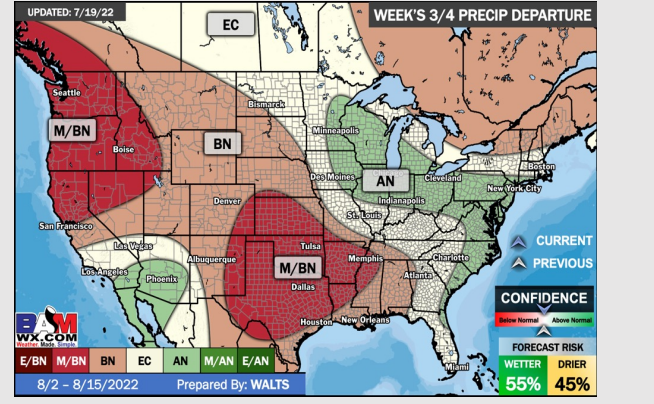 UPDATED: 7/19/22
WEEK'S 3/4 PRECIP DEPARTURE
EC
Seattle
Bismarck
M/BN
Minneapolis
BN
Boise
Boston
Des Moines
AN
Cleveland
New York City
Denver
Indianapolis
St. Louis
San Francisco
Las Vegas
Tulsa
CURRENT
Albuquerque
M/BN
Memphis
Charlotte
PREVIOUS
Los Angeles
Phoenix
Atlanta
Dallas
CONFIDENCE
BAM
WX.COM
Weather. Made. Simple.
Houston
New Orleans
Below Normal
Above Normal
FORECAST RISK
E/BN M/BN BN EC AN M/AN E/AN
Miami
WETTER
DRIER
8/2 – 8/15/2022
Prepared By: WALTS
55%
45%